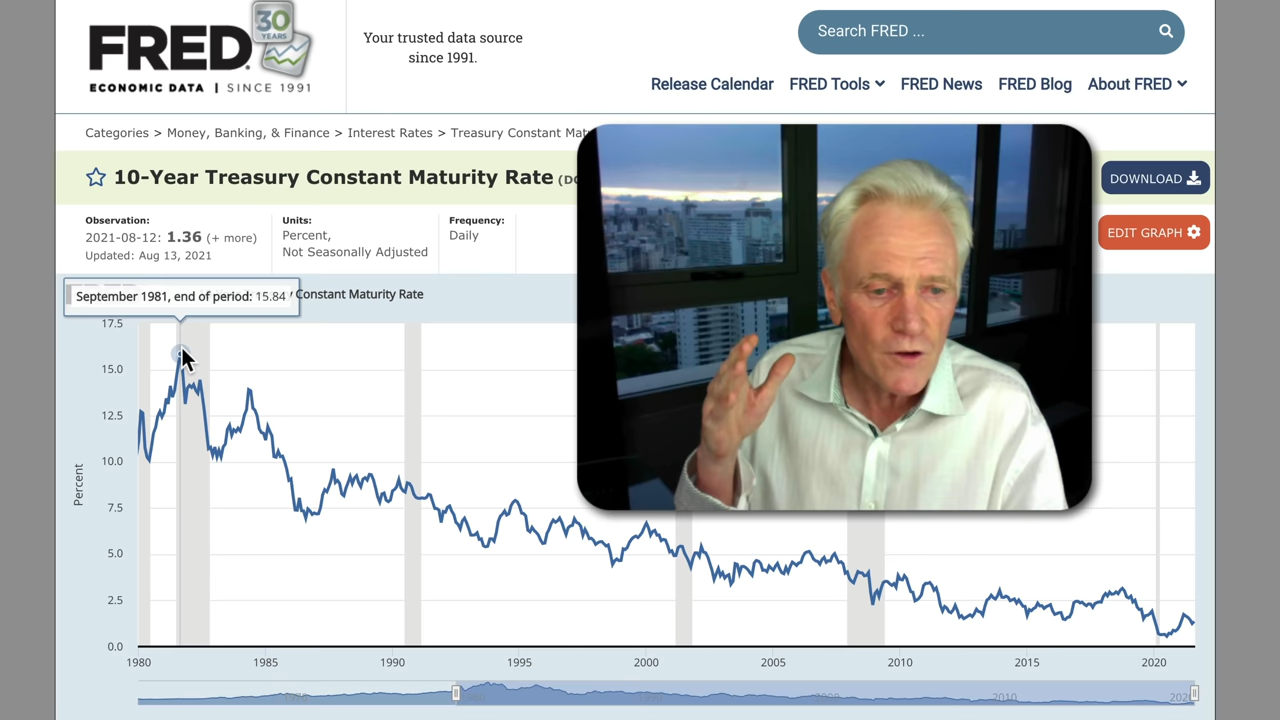 FRED
30
YEARS
ECONOMIC DATA | SINCE 1991
Your trusted data source
since 1991.
Search FRED ...
Release Calendar FRED Tools FRED News FRED Blog About FRED
Categories > Money, Banking, & Finance > Interest Rates > Treasury Constant
10-Year Treasury Constant Maturity Rate
DOWNLOAD
Observation:
2021-08-12: 1.36 (+ more)
Updated: Aug 13, 2021
Units:
Percent,
Not Seasonally Adjusted
Frequency:
Daily
EDIT GRAPH
September 1981, end of period: 15.84
Constant Maturity Rate
17.5
15.0
12.5
10.0
7.5
5.0
2.5
0.0
Percent
1980 1985 1990 1995 2000 2005 2010 2015 2020
2010